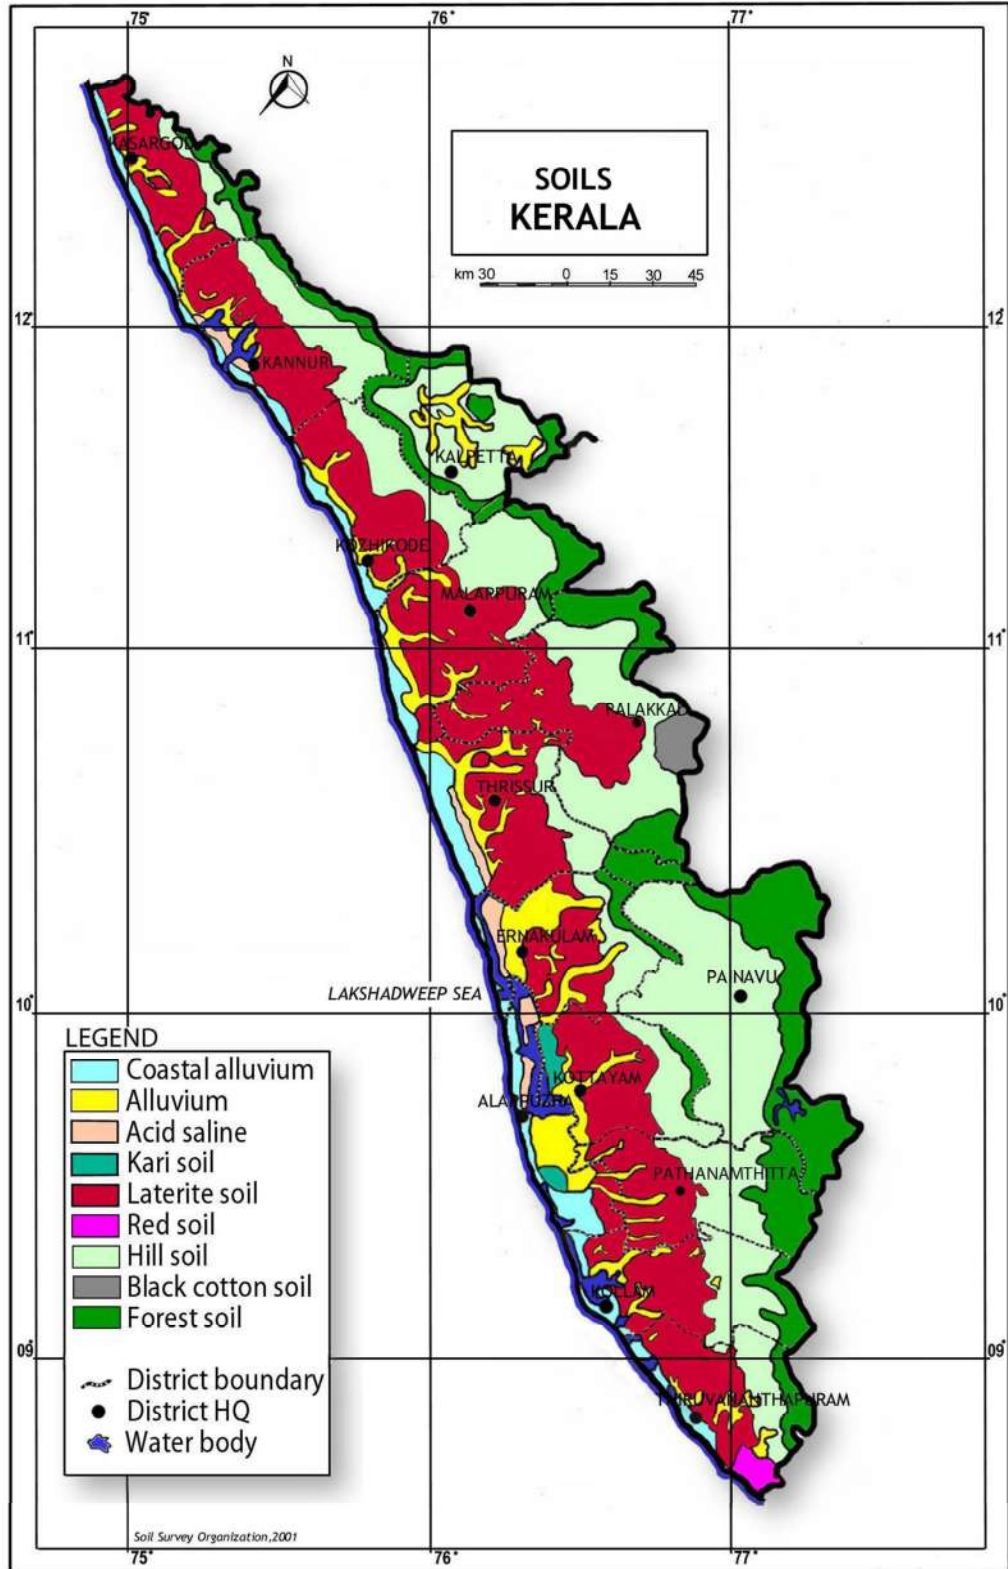 75°
76°
77°
N
KASARGOD
SOILS
KERALA
km 30 0 15 30 45
12°
12°
KANNUR
KALPETTA
KOZHIKODE
MALAPPURAM
11°
11°
PALAKKAD
THRISSUR
ERNAKULAM
PAINAVU
LAKSHADWEEP SEA
10°
LEGEND
Coastal alluvium
Alluvium
Acid saline
Kari soil
Laterite soil
Red soil
Hill soil
Black cotton soil
Forest soil
District boundary
District HQ
Water body
KOTTAYAM
ALAPPUZHA
PATHANAMTHITTA
KOLLAM
09°
09°
THIRUVANANTHAPURAM
Soil Survey Organization,2001
75°
76°
77°